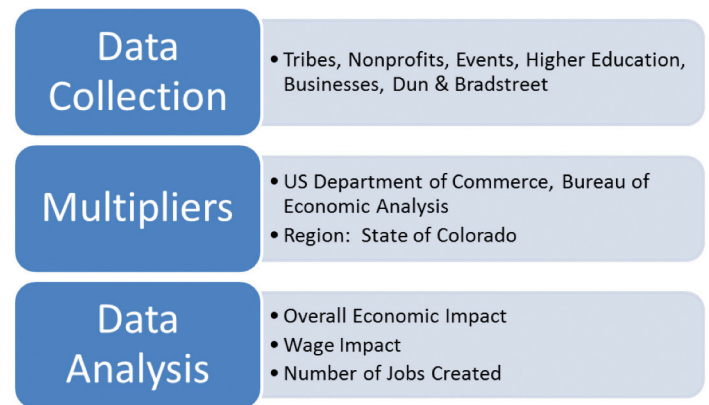 Data
Collection
• Tribes, Nonprofits, Events, Higher Education,
Businesses, Dun & Bradstreet
Multipliers
• US Department of Commerce, Bureau of
Economic Analysis
• Region:  State of Colorado
Data
Analysis
• Overall Economic Impact
• Wage Impact
• Number of Jobs Created